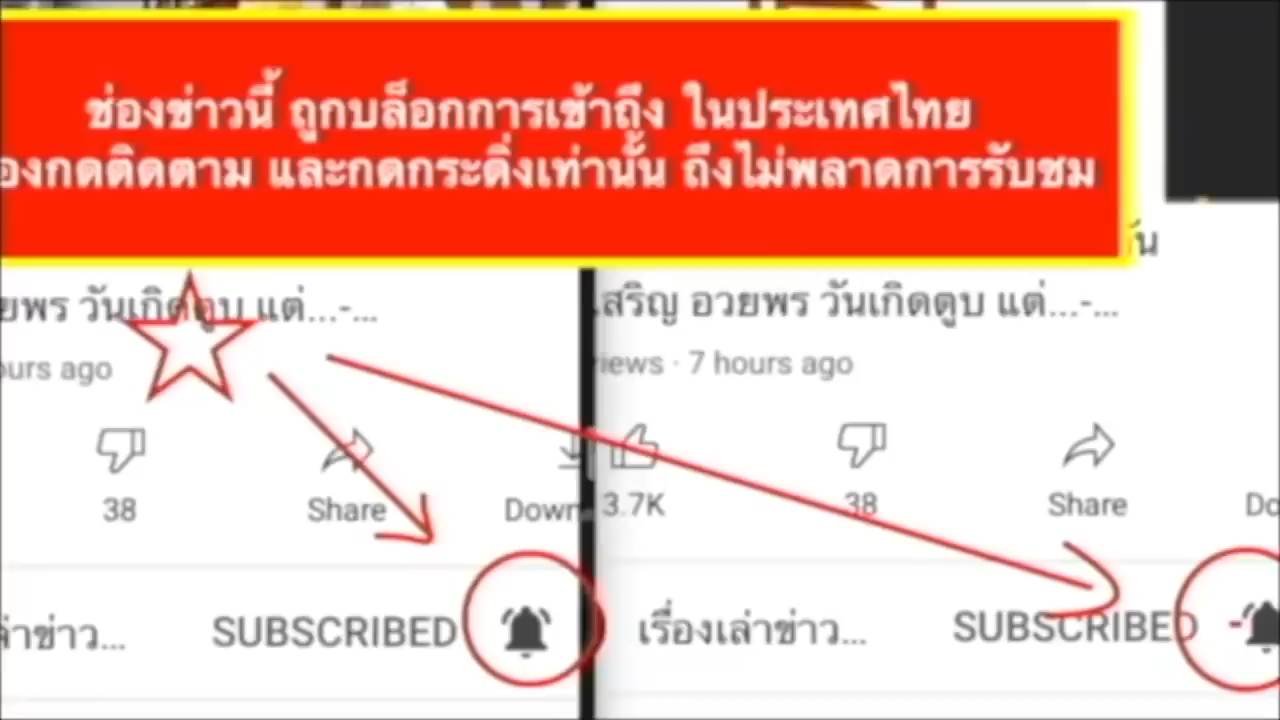 ช่องข่าวนี้ ถูกบล็อกการเข้าถึง ในประเทศไทย
องกดติดตาม และกดกระดิ่งเท่านั้น ถึงไม่พลาดการรับชม
ยพร วันเกิดตูบ แต่...-...
ours ago
38
Share
Down
ล่าข่าว...
SUBSCRIBED
ัน
.สริญ อวยพร วันเกิดตูบ แต่...-...
iews · 7 hours ago
3.7K
38
Share
Do
เรื่องเล่าข่าว...
SUBSCRIBED